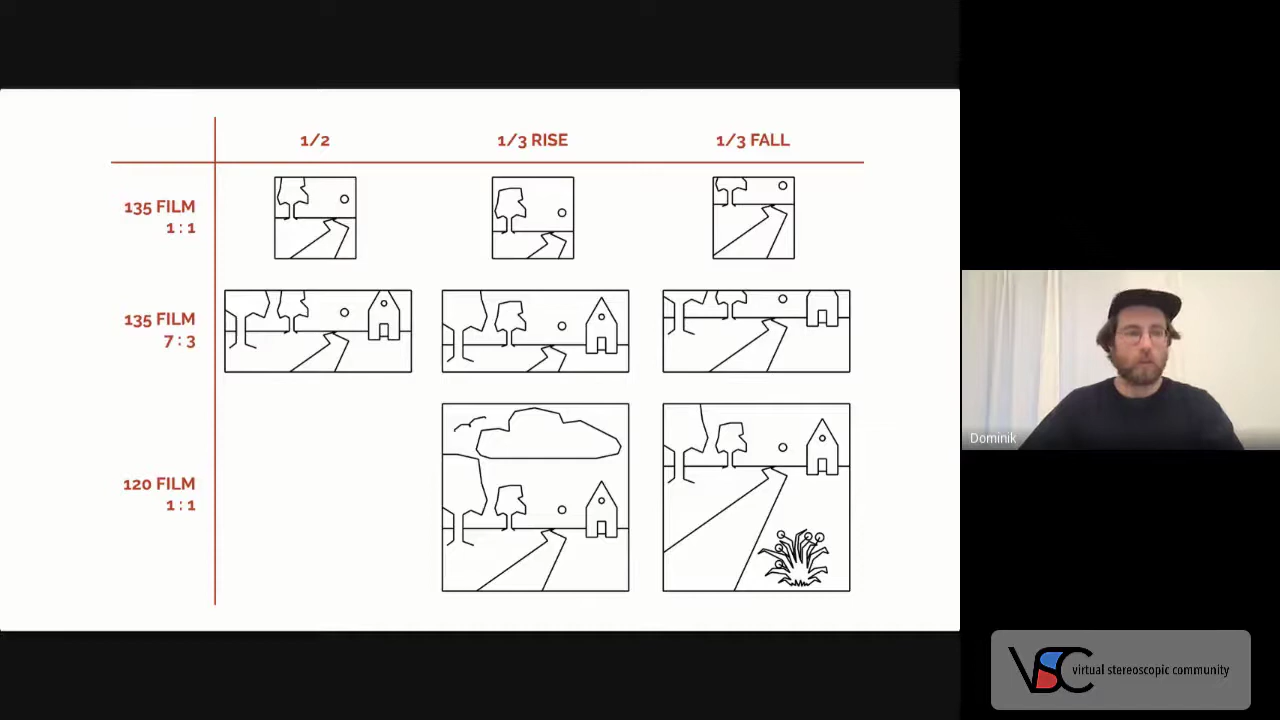 1/2
1/3 RISE
1/3 FALL
135 FILM
1 : 1
135 FILM
7 : 3
120 FILM
1 : 1
Dominik
VSC virtual stereoscopic community